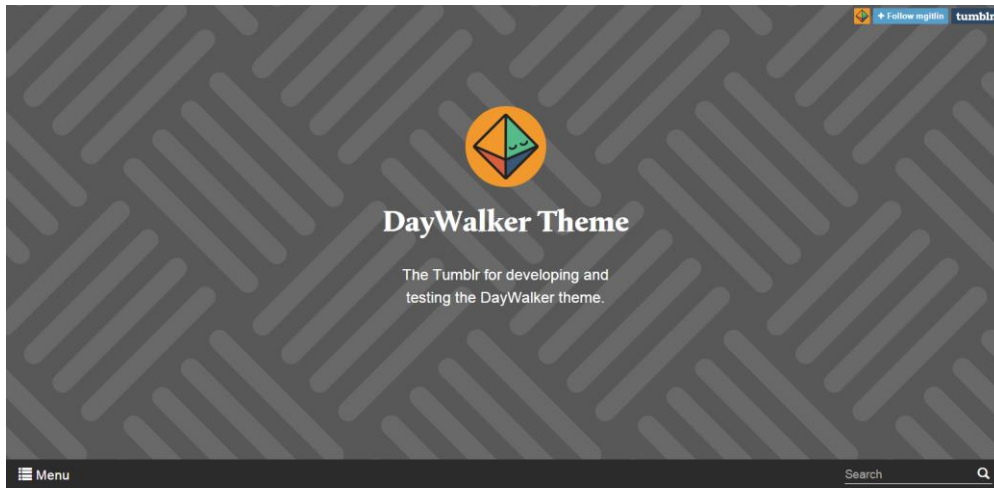 + Follow mgitlin tumblr
DayWalker Theme
The Tumblr for developing and
testing the DayWalker theme.
Menu
Search